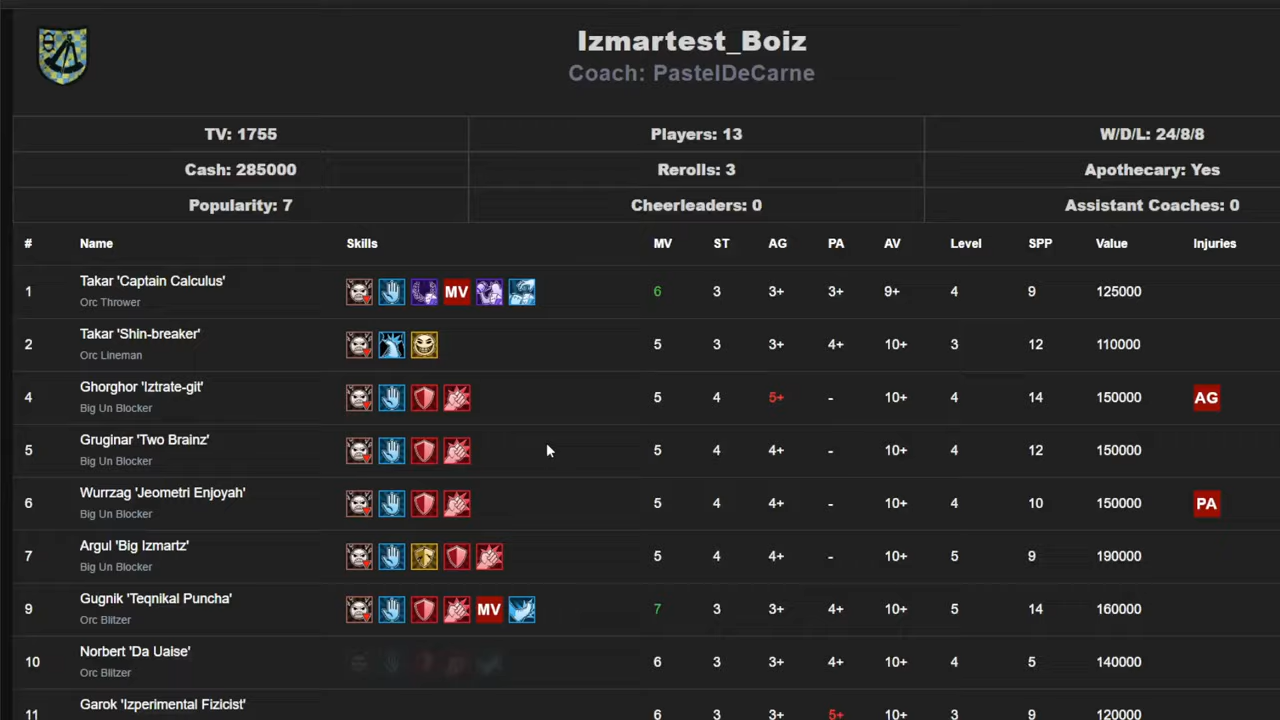 Izmartest_Boiz
Coach: PastelDeCarne
TV: 1755 Players: 13 W/D/L: 24/8/8
Cash: 285000 Rerolls: 3 Apothecary: Yes
Popularity: 7 Cheerleaders: 0 Assistant Coaches: 0
# Name Skills MV ST AG PA AV Level SPP Value Injuries
1 Takar 'Captain Calculus' MV 6 3 3+ 3+ 9+ 4 9 125000
Orc Thrower
2 Takar 'Shin-breaker' 5 3 3+ 4+ 10+ 3 12 110000
Orc Lineman
4 Ghorghor 'Iztrate-git' 5 4 5+ - 10+ 4 14 150000 AG
Big Un Blocker
5 Gruginar 'Two Brainz' 5 4 4+ - 10+ 4 12 150000
Big Un Blocker
6 Wurrzag 'Jeometri Enjoyah' 5 4 4+ - 10+ 4 10 150000 PA
Big Un Blocker
7 Argul 'Big Izmartz' 5 4 4+ - 10+ 5 9 190000
Big Un Blocker
9 Gugnik 'Teqnikal Puncha' MV 7 3 3+ 4+ 10+ 5 14 160000
Orc Blitzer
10 Norbert 'Da Uaise' 6 3 3+ 4+ 10+ 4 5 140000
Orc Blitzer
11 Garok 'Izperimental Fizicist' 6 3 3+ 5+ 10+ 3 9 120000